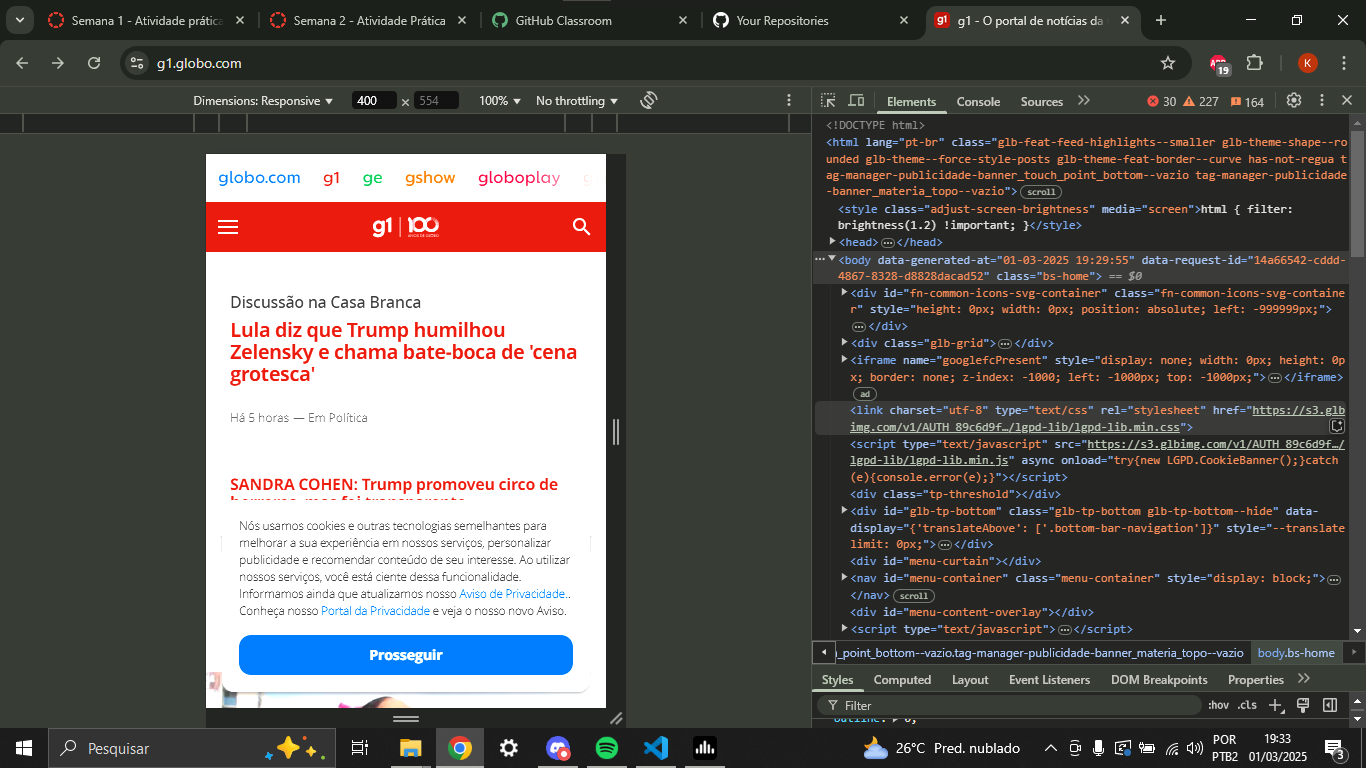 Semana 1 - Atividade prática
Semana 2 - Atividade Prática
GitHub Classroom
Your Repositories
g1 - O portal de notícias da
g1.globo.com
19
K
Dimensions: Responsive
400
×
554
100%
No throttling
Elements
Console
Sources
30
227
164
globo.com
g1
ge
gshow
globoplay
g1
100
Discussão na Casa Branca
Lula diz que Trump humilhou
Zelensky e chama bate-boca de 'cena
grotesca'
Há 5 horas — Em Política
SANDRA COHEN: Trump promoveu circo de
Nós usamos cookies e outras tecnologias semelhantes para
melhorar a sua experiência em nossos serviços, personalizar
publicidade e recomendar conteúdo de seu interesse. Ao utilizar
nossos serviços, você está ciente dessa funcionalidade.
Informamos ainda que atualizamos nosso Aviso de Privacidade..
Conheça nosso Portal da Privacidade e veja o nosso novo Aviso.
Prosseguir
<!DOCTYPE html>
<html lang="pt-br" class="glb-feat-feed-highlights--smaller glb-theme-shape--ro
unded glb-theme--force-style-posts glb-theme-feat-border--curve has-not-regua t
ag-manager-publicidade-banner_touch_point_bottom--vazio tag-manager-publicidade
-banner_materia_topo--vazio"> scroll
<style class="adjust-screen-brightness" media="screen">html { filter:
brightness(1.2) !important; }</style>
<head>…</head>
<body data-generated-at="01-03-2025 19:29:55" data-request-id="14a66542-cddd-
4867-8328-d8828dacad52" class="bs-home"> == $0
<div id="fn-common-icons-svg-container" class="fn-common-icons-svg-containe
r" style="height: 0px; width: 0px; position: absolute; left: -999999px;">
…</div>
<div class="glb-grid">…</div>
<iframe name="googlefcPresent" style="display: none; width: 0px; height: 0p
x; border: none; z-index: -1000; left: -1000px; top: -1000px;">…</iframe>
ad
<link charset="utf-8" type="text/css" rel="stylesheet" href="https://s3.glb
img.com/v1/AUTH_89c6d9f…/lgpd-lib/lgpd-lib.min.css">
<script type="text/javascript" src="https://s3.glbimg.com/v1/AUTH_89c6d9f…/
lgpd-lib/lgpd-lib.min.js" async onload="try{new LGPD.CookieBanner();}catch
(e){console.error(e);}"></script>
<div class="tp-threshold"></div>
<div id="glb-tp-bottom" class="glb-tp-bottom glb-tp-bottom--hide" data-
display="{'translateAbove': ['.bottom-bar-navigation']}" style="--translate
limit: 0px;">…</div>
<div id="menu-curtain"></div>
<nav id="menu-container" class="menu-container" style="display: block;">…
</nav> scroll
<div id="menu-content-overlay"></div>
<script type="text/javascript">…</script>
_point_bottom--vazio.tag-manager-publicidade-banner_materia_topo--vazio
body.bs-home
Styles
Computed
Layout
Event Listeners
DOM Breakpoints
Properties
Filter
:hov
.cls
Pesquisar
26°C Pred. nublado
POR
PTB2
19:33
01/03/2025
3